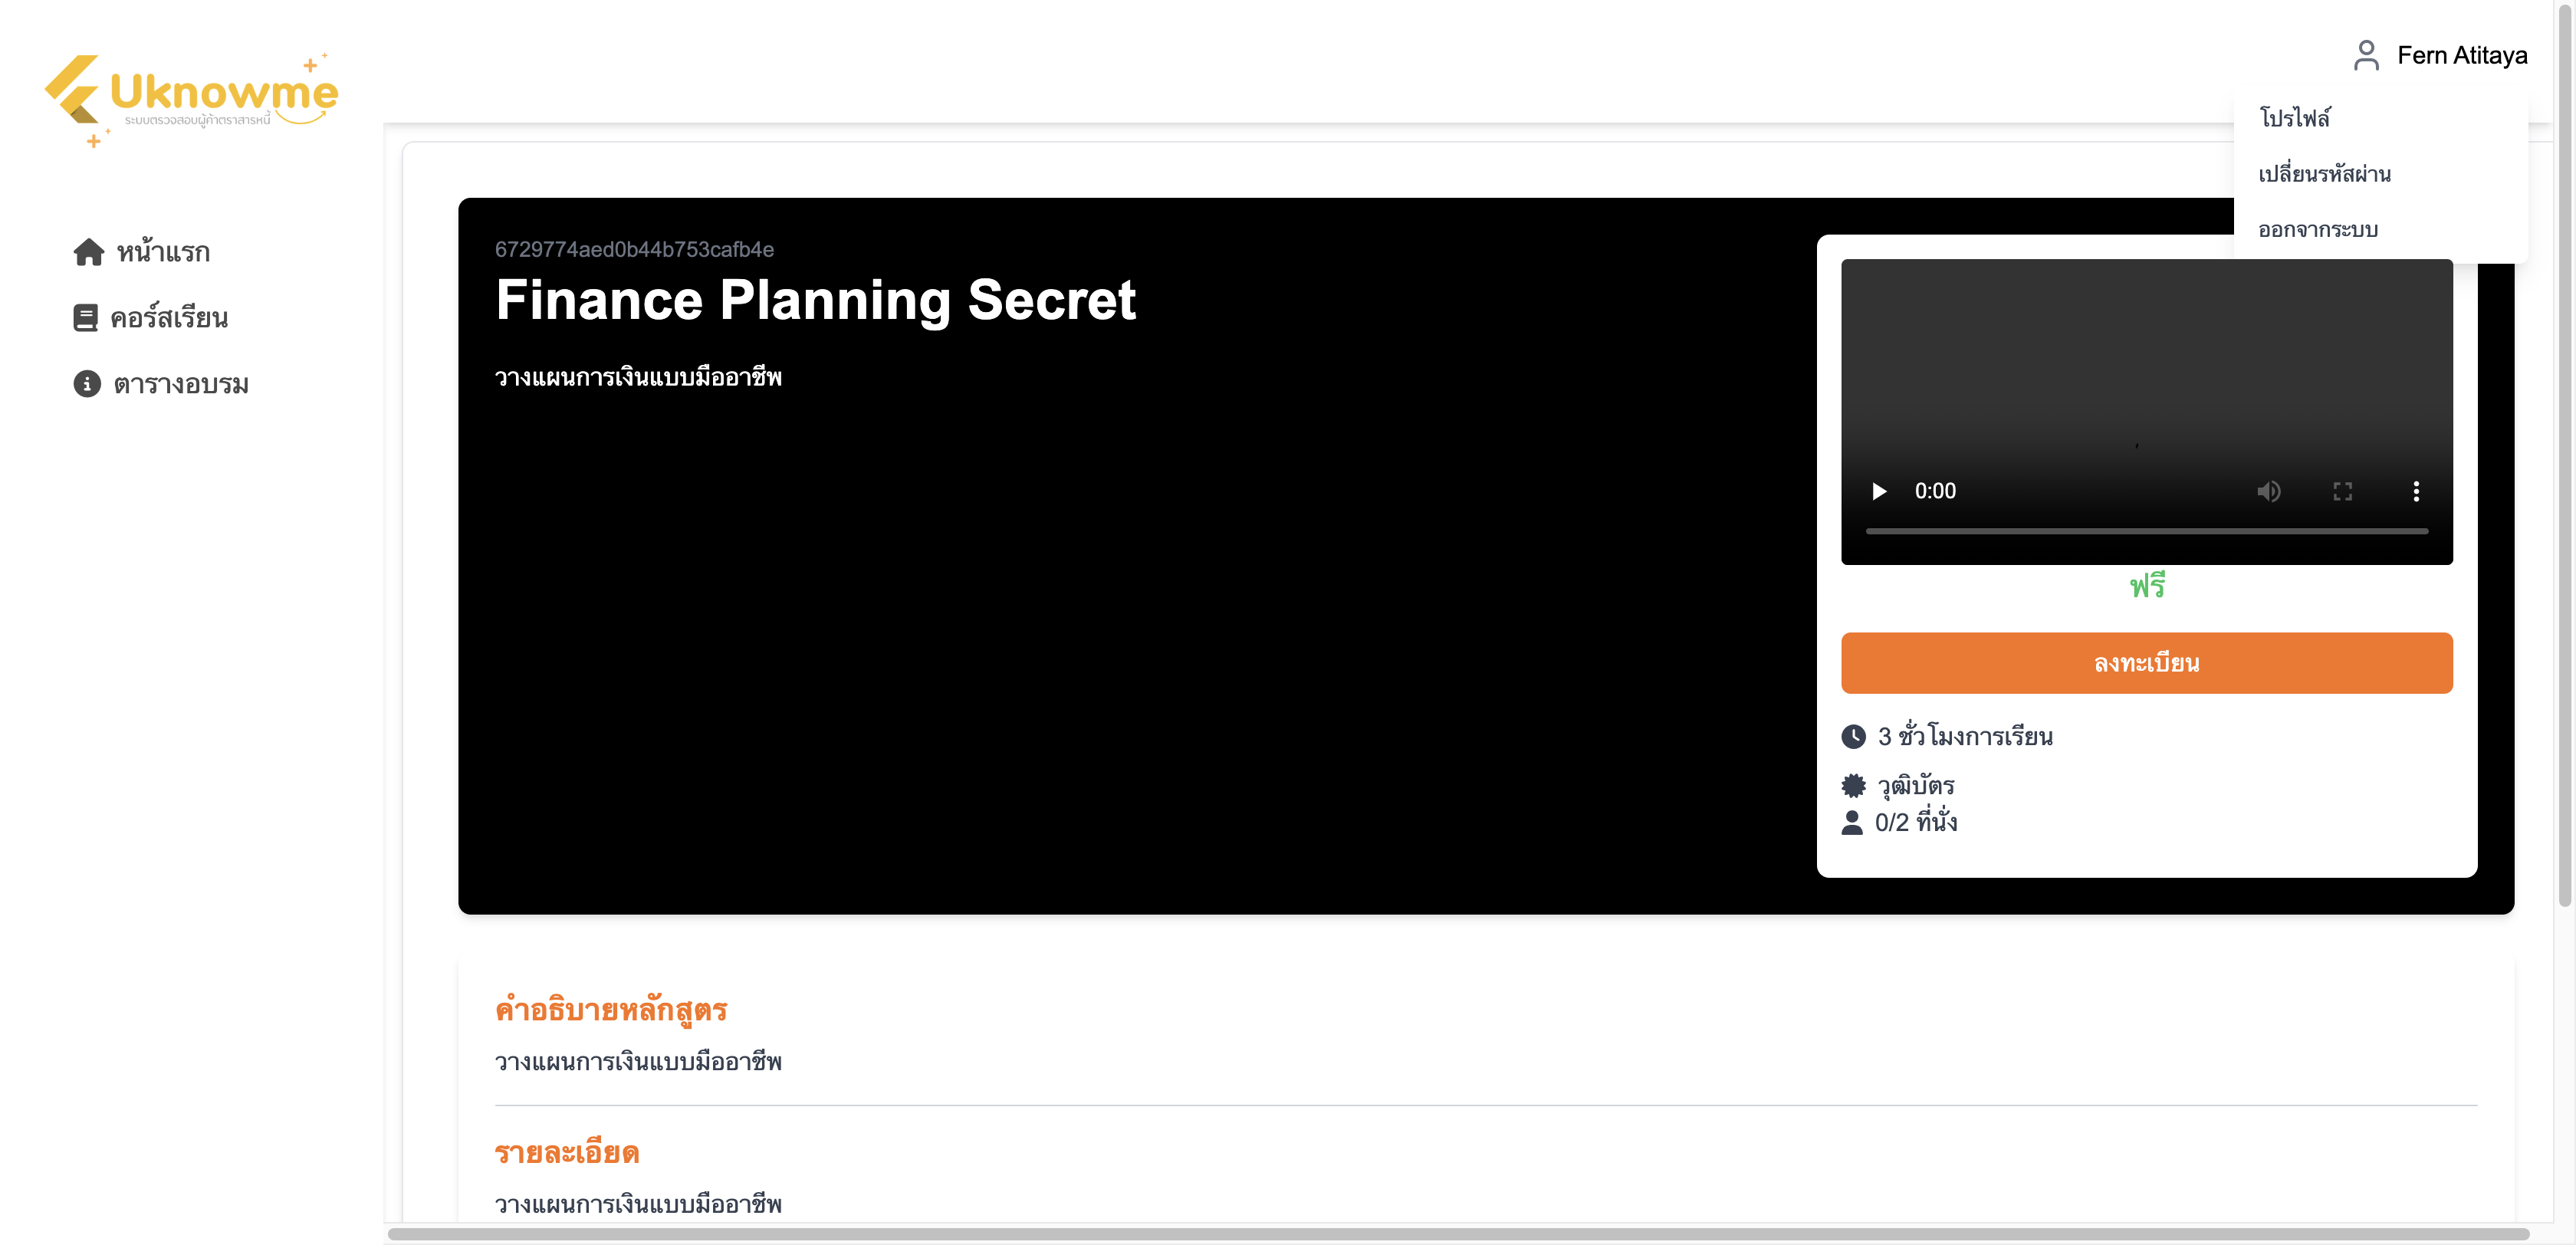 Uknowme
ระบบตรวจสอบผู้ค้าตราสารหนี้
หน้าแรก
คอร์สเรียน
ตารางอบรม
Fern Atitaya
โปรไฟล์
เปลี่ยนรหัสผ่าน
ออกจากระบบ
6729774aed0b44b753cafb4e
Finance Planning Secret
วางแผนการเงินแบบมืออาชีพ
0:00
ฟรี
ลงทะเบียน
3 ชั่วโมงการเรียน
วุฒิบัตร
0/2 ที่นั่ง
คำอธิบายหลักสูตร
วางแผนการเงินแบบมืออาชีพ
รายละเอียด
วางแผนการเงินแบบมืออาชีพ